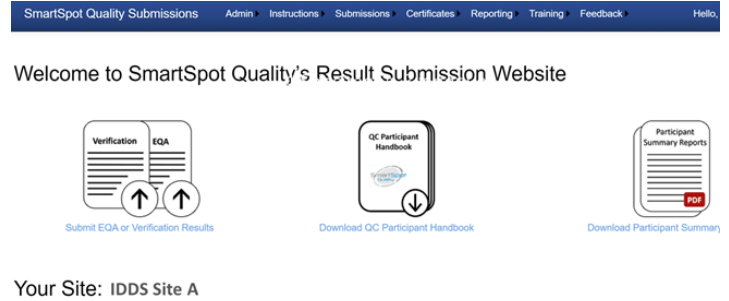 SmartSpot Quality Submissions Admin Instructions Submissions Certificates Reporting Training Feedback Hello,
Welcome to SmartSpot Quality's Result Submission Website
Verification EQA
QC Participant
Handbook
SmartSpot
Participant
Summary Reports
PDF
Submit EQA or Verification Results
Download QC Participant Handbook
Download Participant Summary
Your Site: IDDS Site A